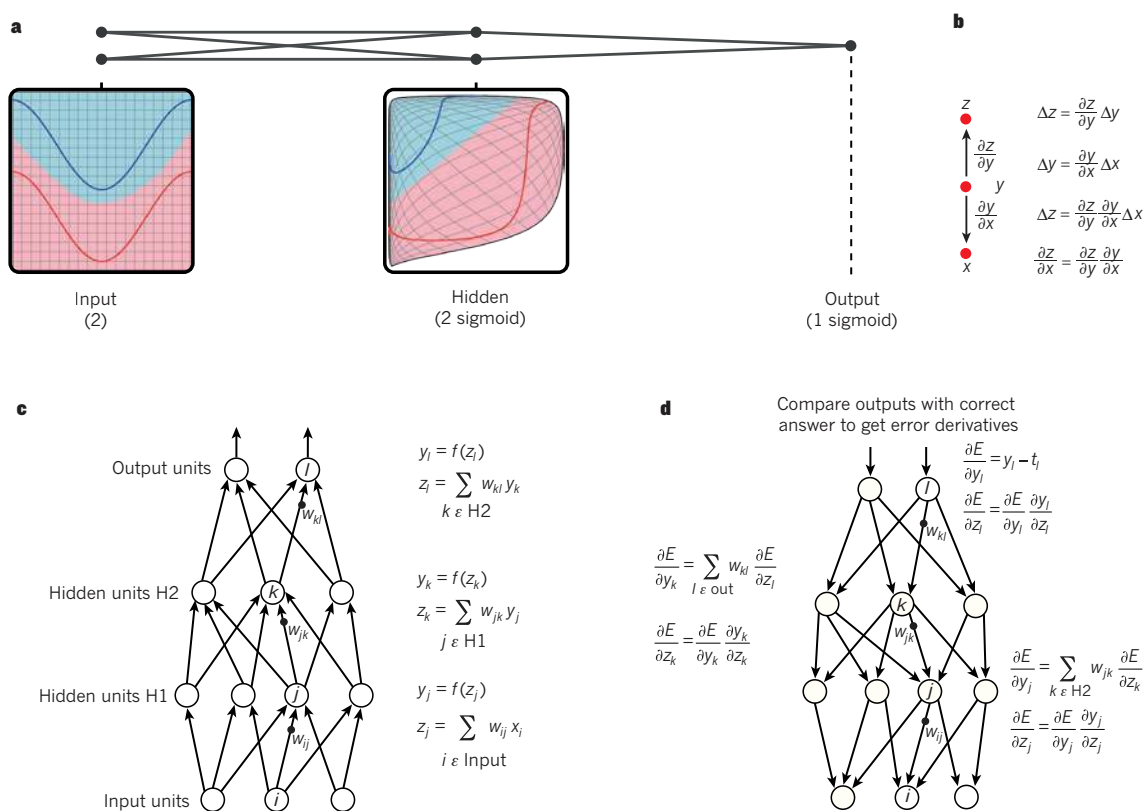 a
Input
(2)
Hidden
(2 sigmoid)
Output
(1 sigmoid)
b
z
∂z/∂y
y
∂y/∂x
x
Δz = ∂z/∂y Δy
Δy = ∂y/∂x Δx
Δz = ∂z/∂y ∂y/∂x Δx
∂z/∂x = ∂z/∂y ∂y/∂x
c
Output units
l
w_kl
Hidden units H2
k
w_jk
Hidden units H1
j
w_ij
Input units
i
y_l = f(z_l)
z_l = ∑ w_kl y_k
k ε H2
y_k = f(z_k)
z_k = ∑ w_jk y_j
j ε H1
y_j = f(z_j)
z_j = ∑ w_ij x_i
i ε Input
d
Compare outputs with correct
answer to get error derivatives
∂E/∂y_l = y_l − t_l
∂E/∂z_l = ∂E/∂y_l ∂y_l/∂z_l
l
w_kl
∂E/∂y_k = ∑ w_kl ∂E/∂z_l
l ε out
∂E/∂z_k = ∂E/∂y_k ∂y_k/∂z_k
k
w_jk
∂E/∂y_j = ∑ w_jk ∂E/∂z_k
k ε H2
∂E/∂z_j = ∂E/∂y_j ∂y_j/∂z_j
j
w_ij
i